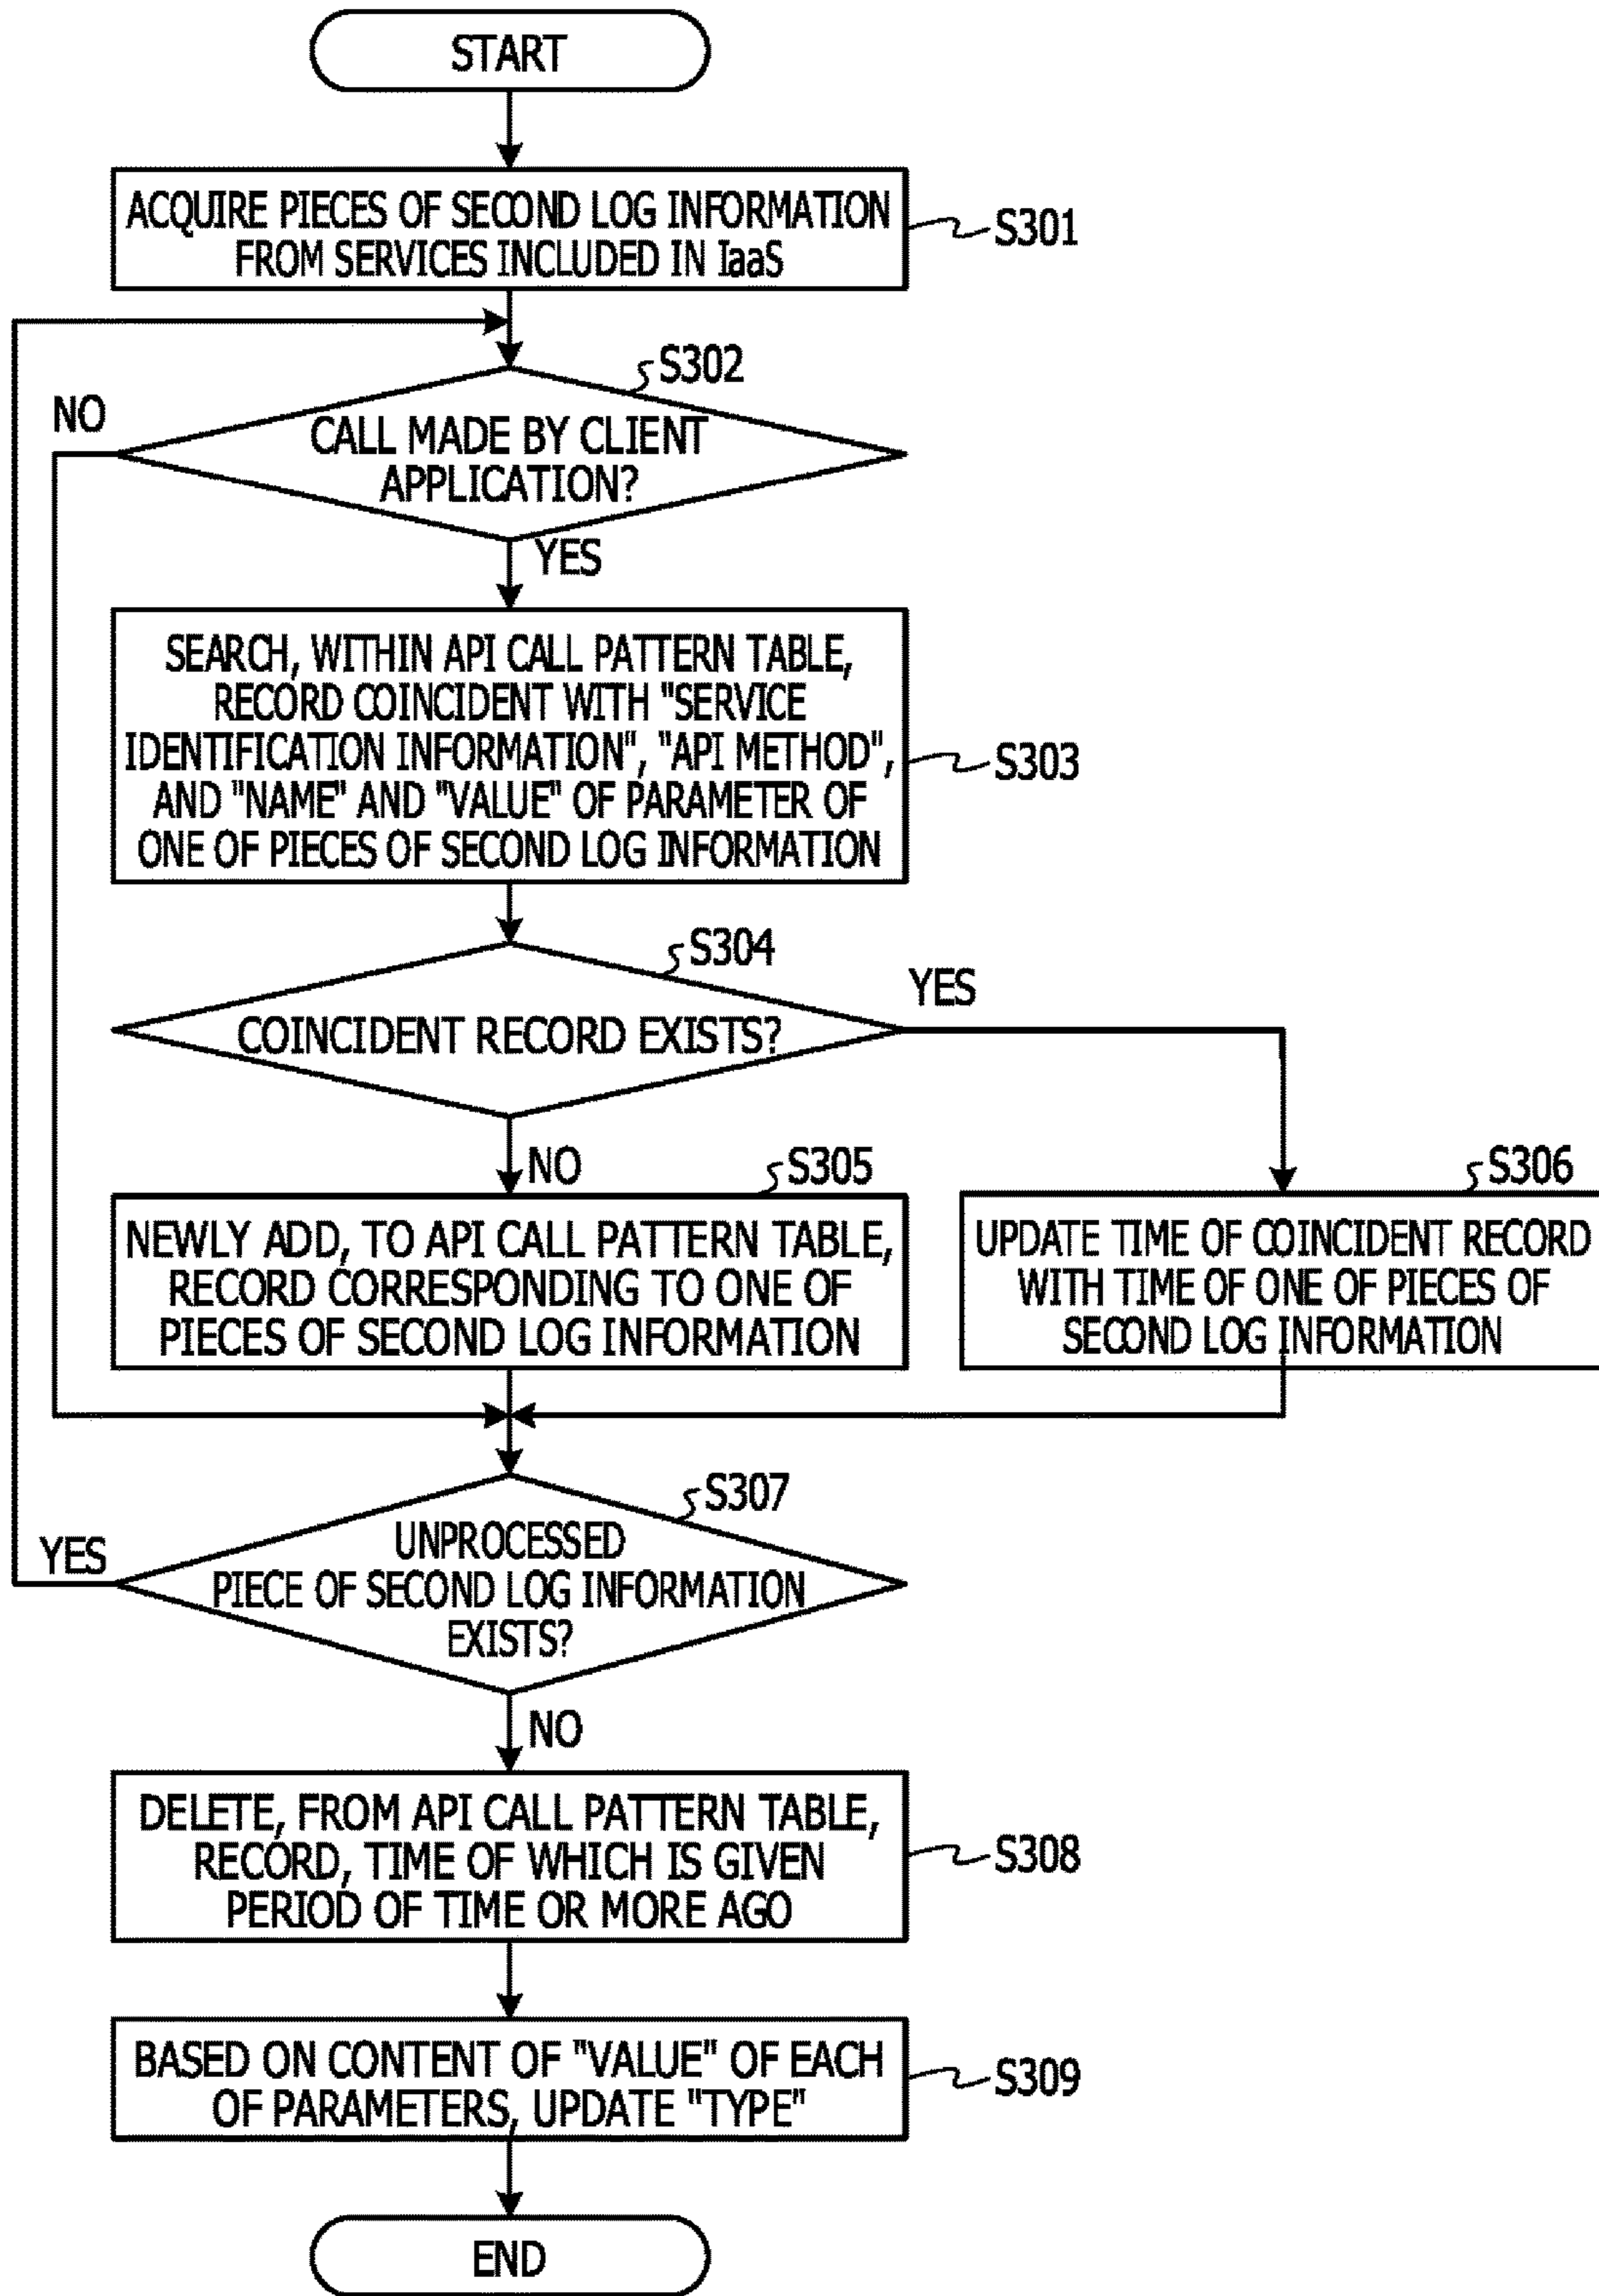 START
ACQUIRE PIECES OF SECOND LOG INFORMATION
FROM SERVICES INCLUDED IN IaaS
S301
S302
NO
CALL MADE BY CLIENT
APPLICATION?
YES
SEARCH, WITHIN API CALL PATTERN TABLE,
RECORD COINCIDENT WITH "SERVICE
IDENTIFICATION INFORMATION", "API METHOD",
AND "NAME" AND "VALUE" OF PARAMETER OF
ONE OF PIECES OF SECOND LOG INFORMATION
S303
S304
YES
COINCIDENT RECORD EXISTS?
NO
S305
NEWLY ADD, TO API CALL PATTERN TABLE,
RECORD CORRESPONDING TO ONE OF
PIECES OF SECOND LOG INFORMATION
S306
UPDATE TIME OF COINCIDENT RECORD
WITH TIME OF ONE OF PIECES OF
SECOND LOG INFORMATION
S307
YES
UNPROCESSED
PIECE OF SECOND LOG INFORMATION
EXISTS?
NO
DELETE, FROM API CALL PATTERN TABLE,
RECORD, TIME OF WHICH IS GIVEN
PERIOD OF TIME OR MORE AGO
S308
BASED ON CONTENT OF "VALUE" OF EACH
OF PARAMETERS, UPDATE "TYPE"
S309
END